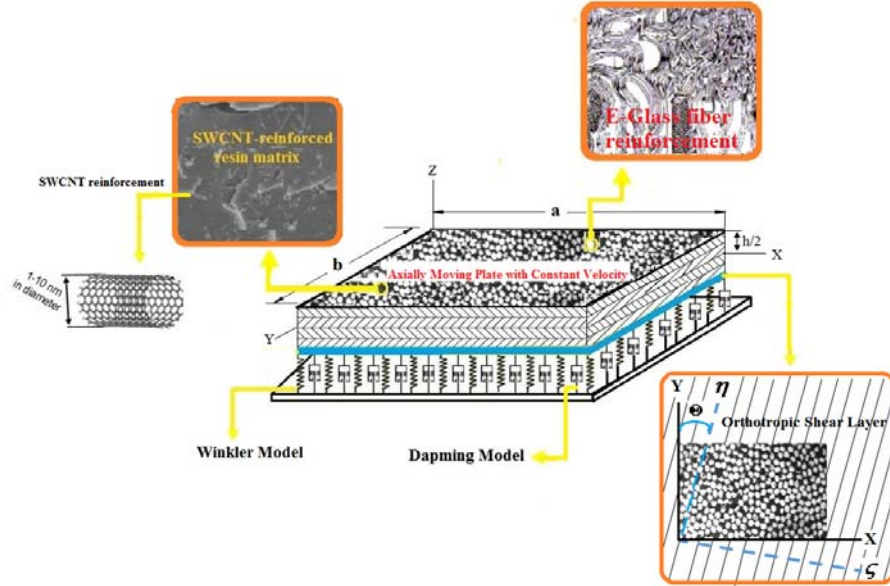 E-Glass fiber
reinforcement
SWCNT-reinforced
resin matrix
SWCNT reinforcement
Z
a
h/2
X
b
Axially Moving Plate with Constant Velocity
1-10 nm
in diameter
Y
Winkler Model
Dapming Model
Y
η
Θ
Orthotropic Shear Layer
X
ς